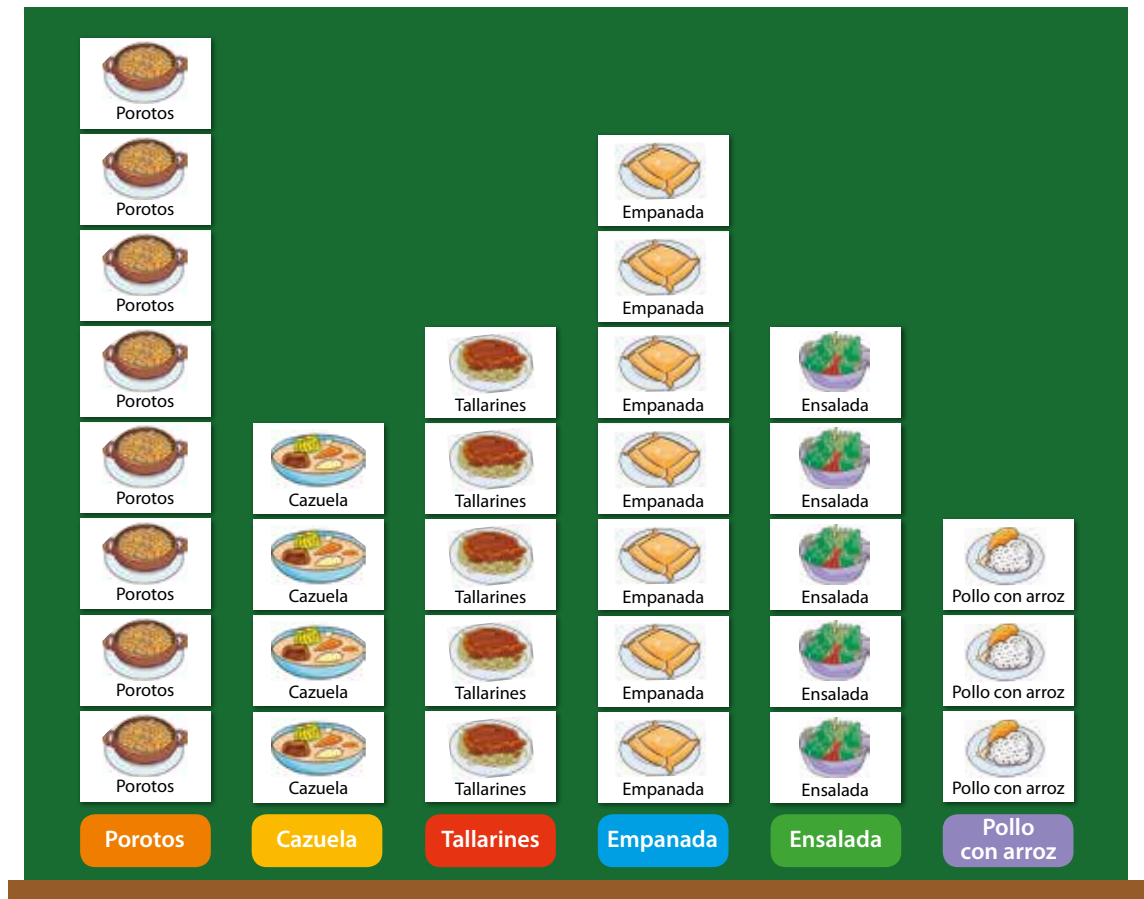 Porotos
Porotos
Empanada
Porotos
Empanada
Porotos
Tallarines
Empanada
Ensalada
Porotos
Cazuela
Tallarines
Empanada
Ensalada
Porotos
Cazuela
Tallarines
Empanada
Ensalada
Pollo con arroz
Porotos
Cazuela
Tallarines
Empanada
Ensalada
Pollo con arroz
Porotos
Cazuela
Tallarines
Empanada
Ensalada
Pollo con arroz
Porotos
Cazuela
Tallarines
Empanada
Ensalada
Pollo
con arroz